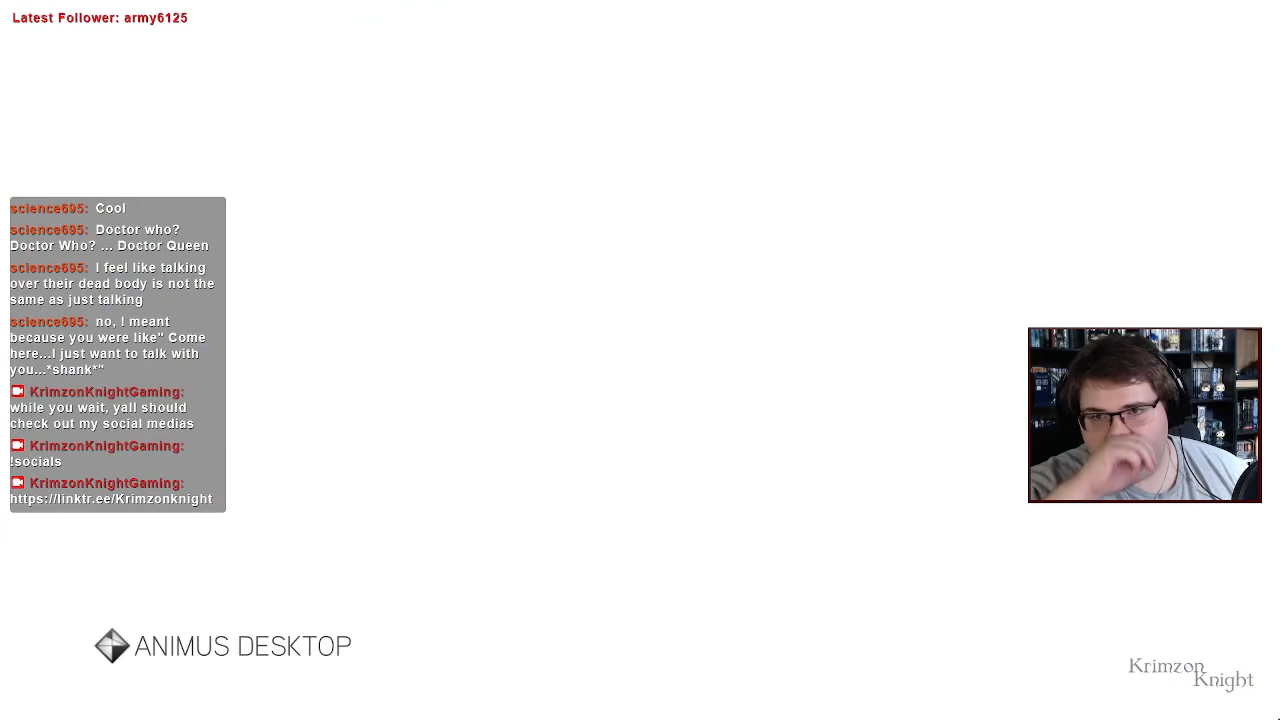 Latest Follower: army6125
science695: Cool
science695: Doctor who?
Doctor Who? ... Doctor Queen
science695: I feel like talking
over their dead body is not the
same as just talking
science695: no, I meant
because you were like" Come
here...I just want to talk with
you...*shank*"
KrimzonKnightGaming:
while you wait, yall should
check out my social medias
KrimzonKnightGaming:
!socials
KrimzonKnightGaming:
https://linktr.ee/Krimzonknight
ANIMUS DESKTOP
Krimzon
Knight